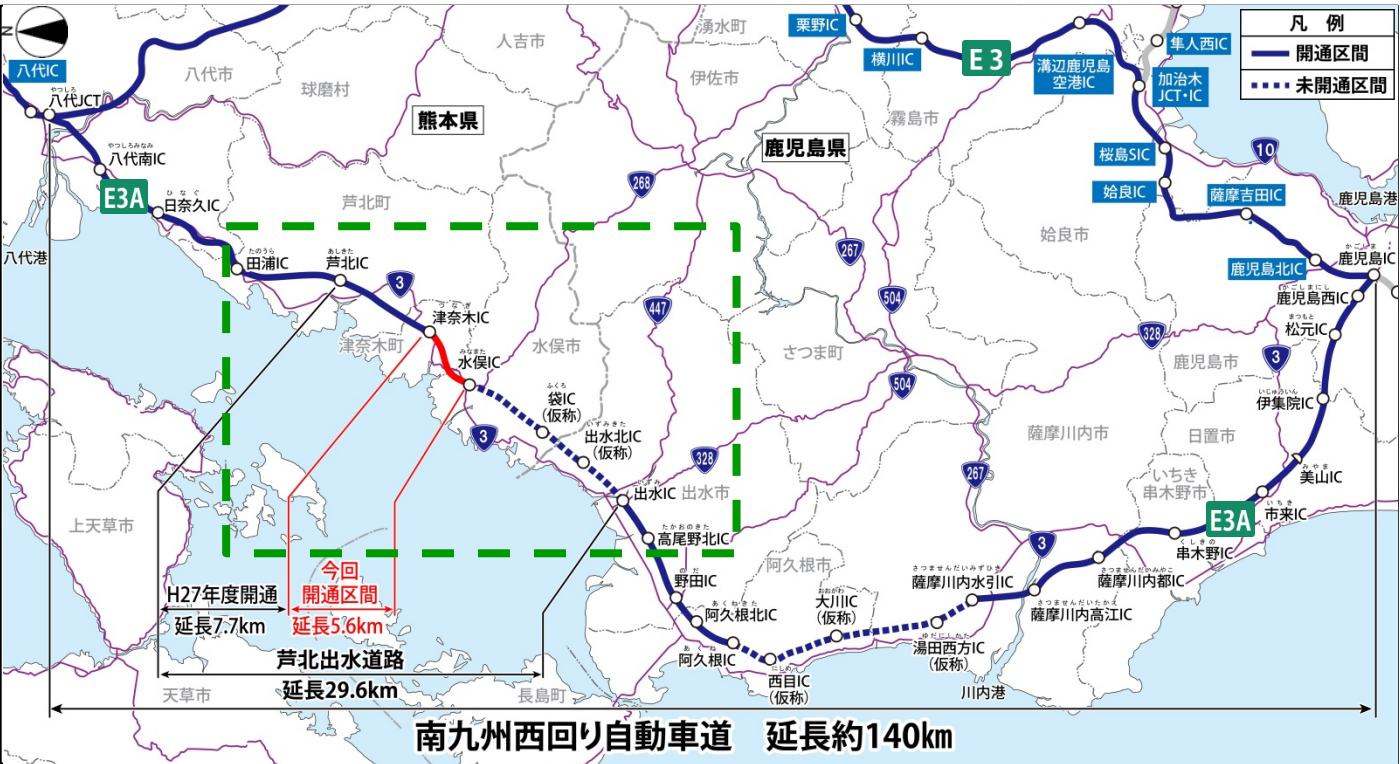 N
凡 例
開通区間
未開通区間
八代IC
やつしろ
八代JCT
やつしろみなみ
八代南IC
E3A
ひなぐ
日奈久IC
八代港
八代市
球磨村
人吉市
湧水町
伊佐市
熊本県
鹿児島県
栗野IC
横川IC
E3
溝辺鹿児島
空港IC
隼人西IC
加治木
JCT・IC
霧島市
桜島SIC
10
姶良IC
薩摩吉田IC
鹿児島港
かごしま
鹿児島IC
鹿児島北IC
かごしまにし
鹿児島西IC
まつもと
松元IC
姶良市
芦北町
268
267
504
たのうら
田浦IC
あしきた
芦北IC
3
つなぎ
津奈木IC
津奈木町
447
水俣市
みなまた
水俣IC
ふくろ
袋IC
(仮称)
いずみきた
出水北IC
(仮称)
3
328
いずみ
出水IC
出水市
たかおのきた
高尾野北IC
のだ
野田IC
あくねきた
阿久根北IC
あくね
阿久根IC
にしめ
西目IC
(仮称)
阿久根市
おおがわ
大川IC
(仮称)
ゆだにしかた
湯田西方IC
(仮称)
さつませんだいみずひき
薩摩川内水引IC
川内港
さつませんだいたかえ
薩摩川内高江IC
さつませんだいみやこ
薩摩川内都IC
くしきの
串木野IC
E3A
いちき
市来IC
みやま
美山IC
いじゅういん
伊集院IC
3
鹿児島市
日置市
いちき
串木野市
薩摩川内市
さつま町
328
504
267
3
上天草市
天草市
長島町
H27年度開通
延長7.7km
今回
開通区間
延長5.6km
芦北出水道路
延長29.6km
南九州西回り自動車道 延長約140km